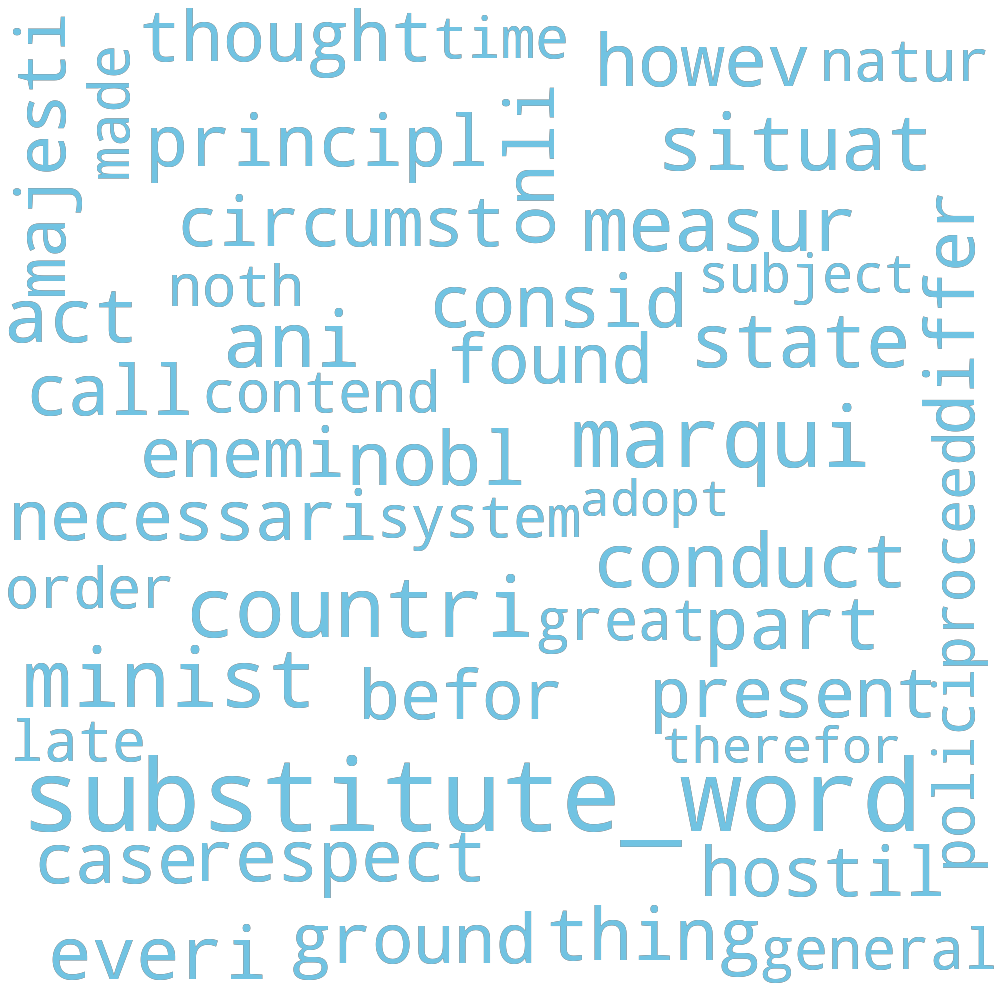 majesti made thought time howev natur
principl onli situat
circumst measur differ
noth consid subject
act ani found state
call contend
enemi nobl marqui
necessari system adopt
conduct proceed
order countri great part
minist befor present polici
late therefor
substitute_word
case respect hostil
everi ground thing general